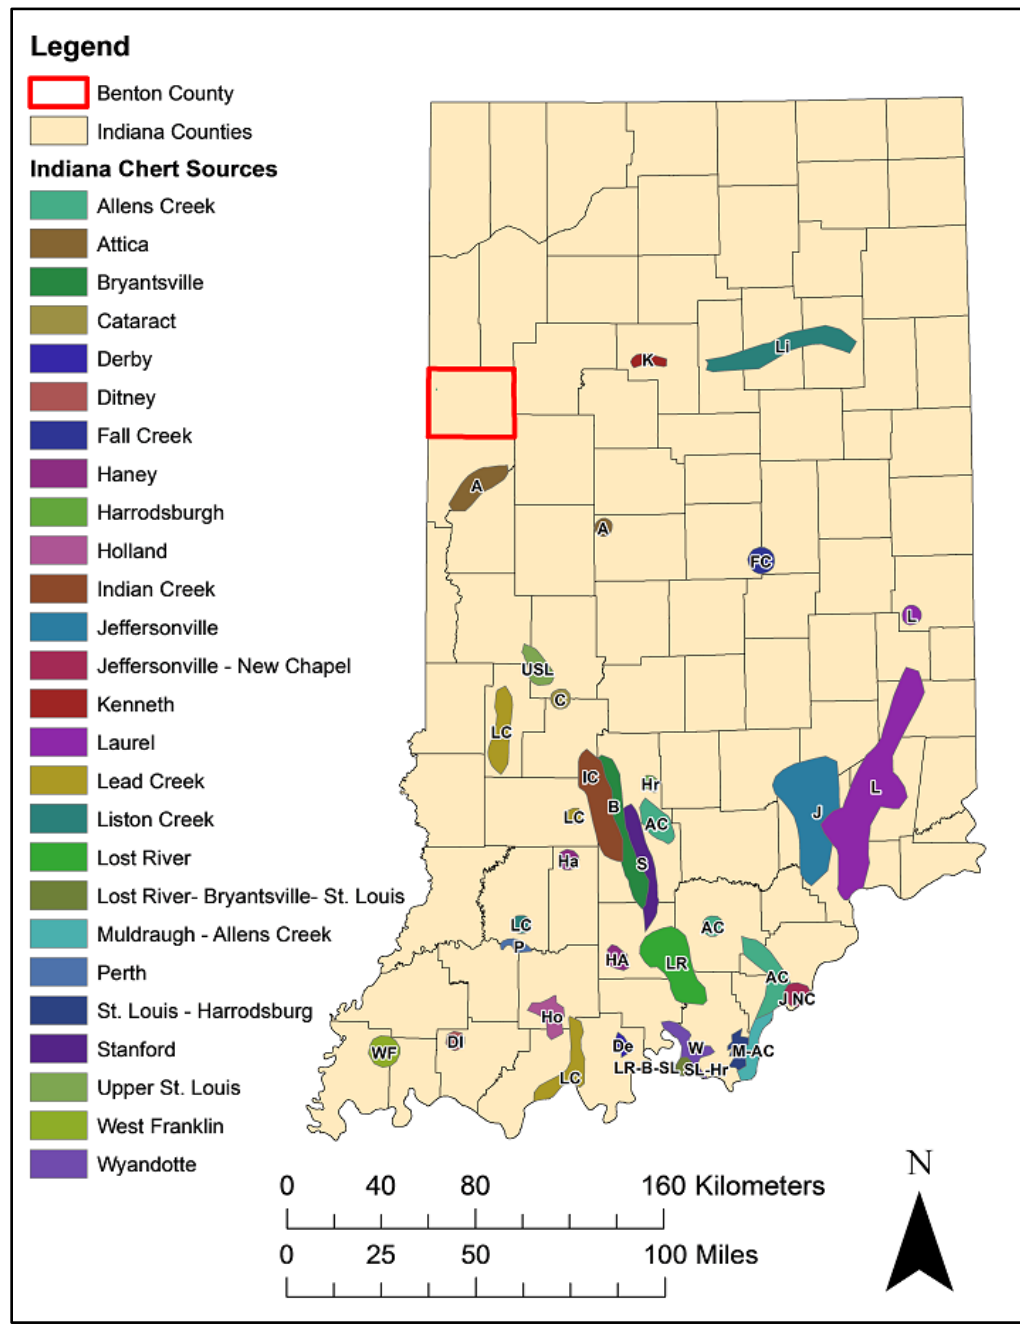 Legend
Benton County
Indiana Counties
Indiana Chert Sources
Allens Creek
Attica
Bryantsville
Cataract
Derby
Ditney
Fall Creek
Haney
Harrodsburgh
Holland
Indian Creek
Jeffersonville
Jeffersonville - New Chapel
Kenneth
Laurel
Lead Creek
Liston Creek
Lost River
Lost River- Bryantsville- St. Louis
Muldraugh - Allens Creek
Perth
St. Louis - Harrodsburg
Stanford
Upper St. Louis
West Franklin
Wyandotte
K
Li
A
A
FC
L
USL
C
LC
IC
Hr
L
B
J
LC
AC
Ha
S
LC
AC
P
HA
LR
AC
J NC
Ho
DI
WF
De
W
M-AC
LR-B-SL
SL-Hr
LC
N
0 40 80 160 Kilometers
0 25 50 100 Miles